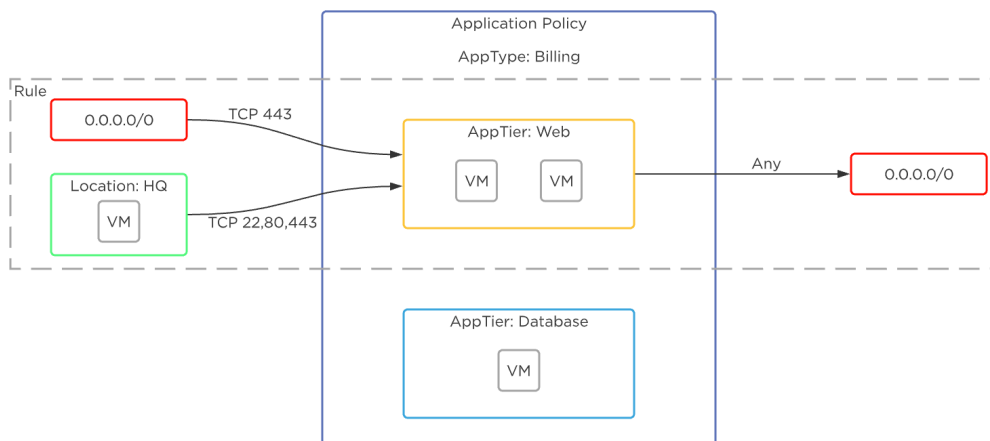 Application Policy
AppType: Billing
Rule
0.0.0.0/0
TCP 443
AppTier: Web
VM
VM
Any
0.0.0.0/0
Location: HQ
VM
TCP 22,80,443
AppTier: Database
VM